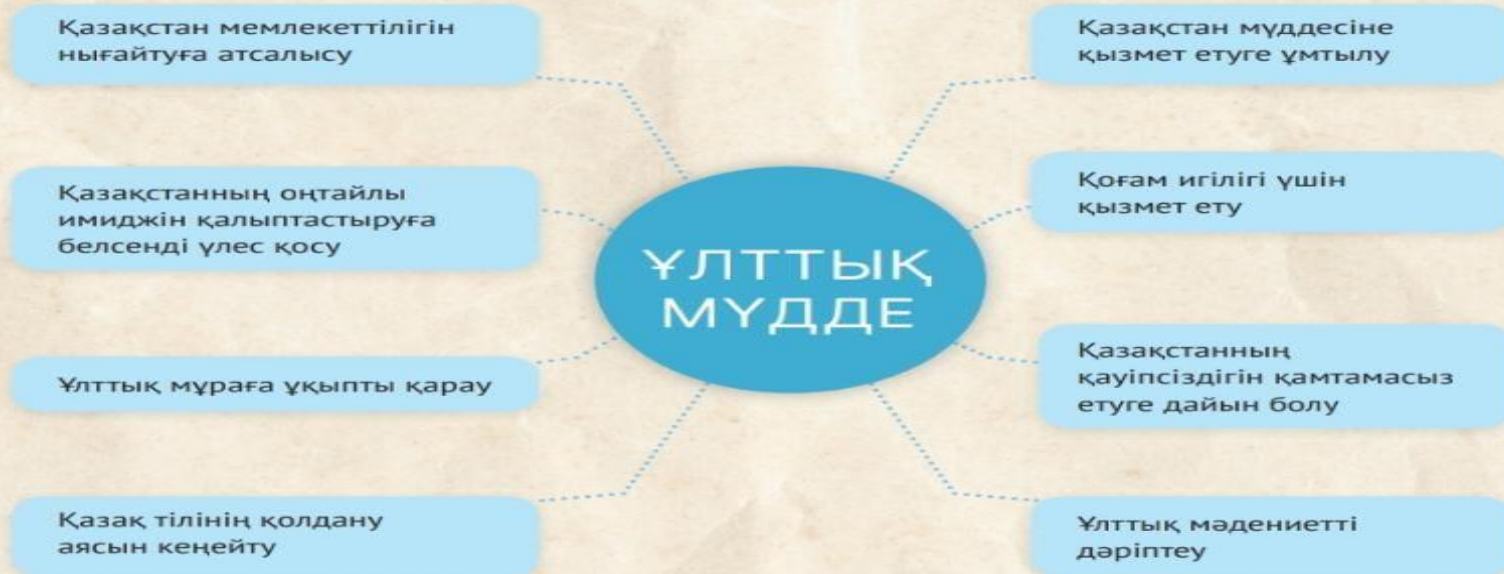 Қазақстан мемлекеттілігін
нығайтуға атсалысу
Қазақстанның оңтайлы
имиджін қалыптастыруға
белсенді үлес қосу
Ұлттық мұраға ұқыпты қарау
Қазақ тілінің қолдану
аясын кеңейту
ҰЛТТЫҚ
МҮДДЕ
Қазақстан мүддесіне
қызмет етуге ұмтылу
Қоғам игілігі үшін
қызмет ету
Қазақстанның
қауіпсіздігін қамтамасыз
етуге дайын болу
Ұлттық мәдениетті
дәріптеу